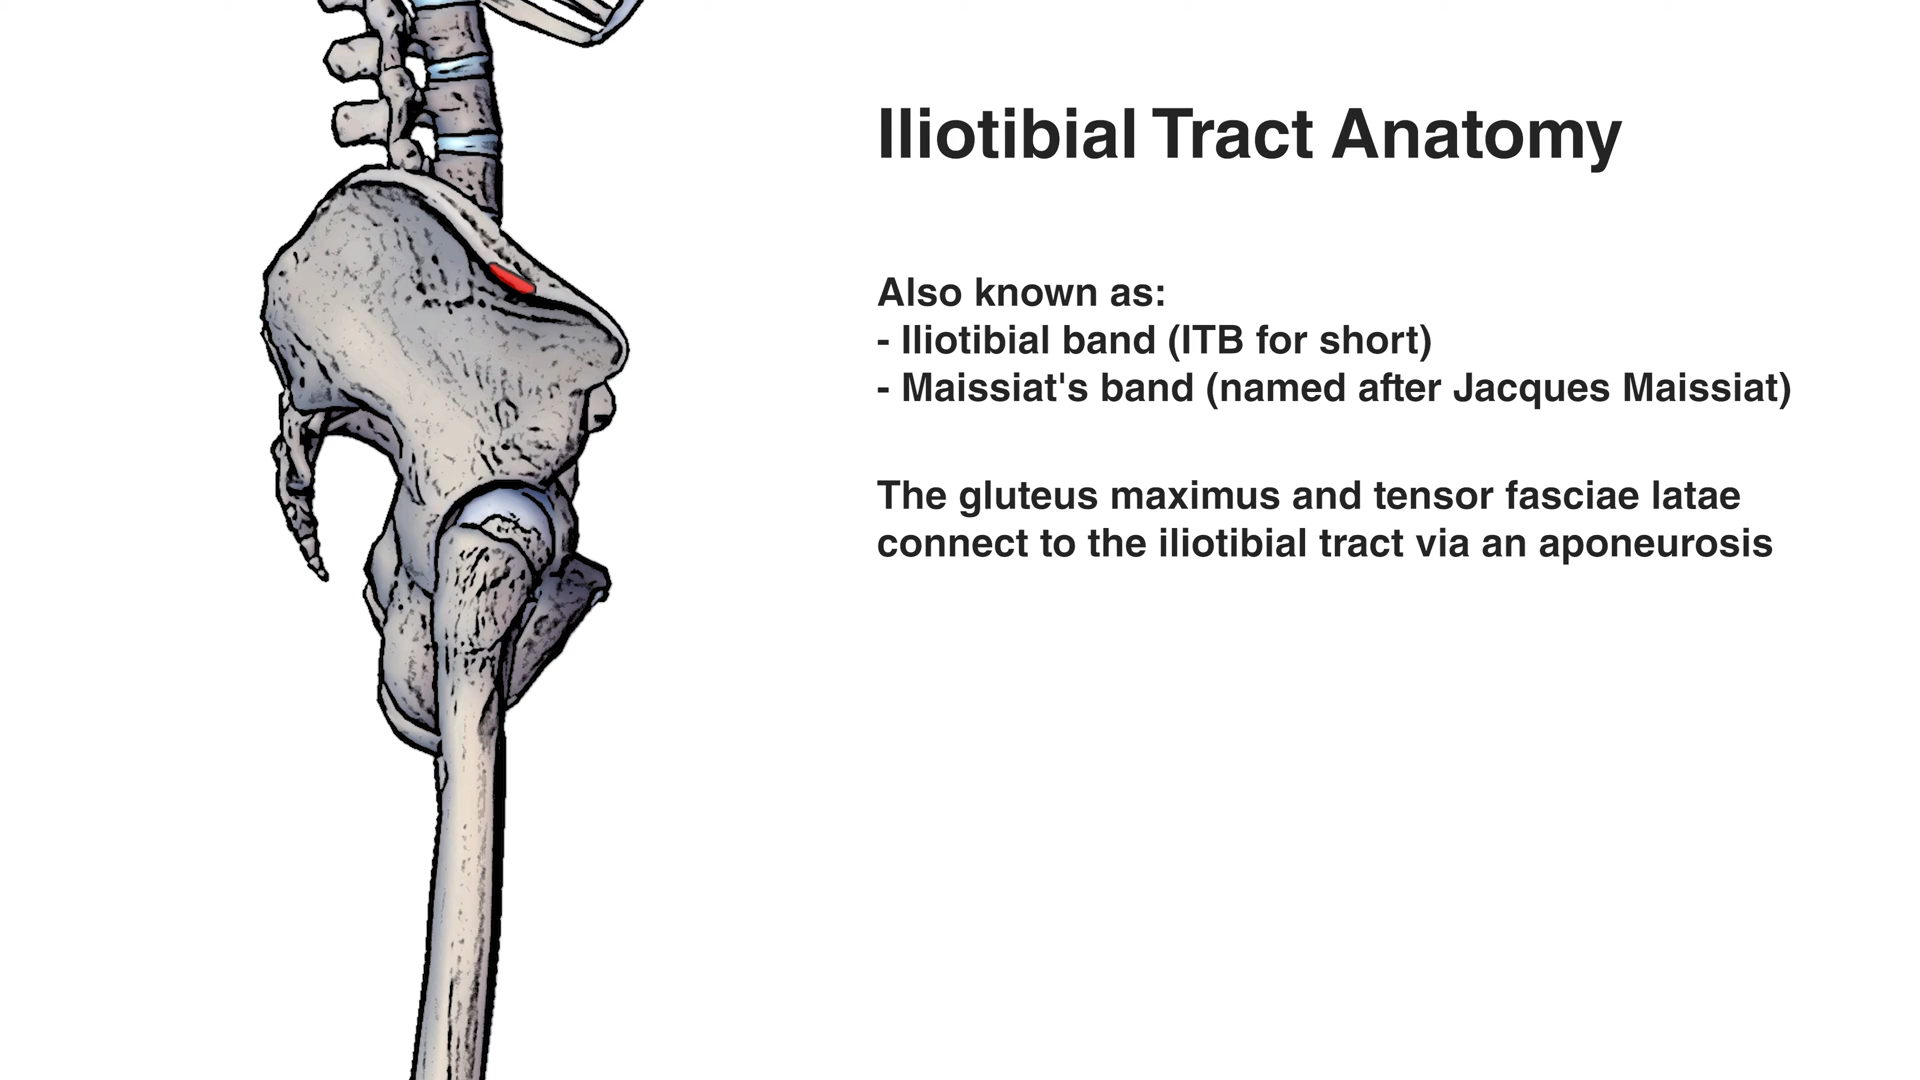 Iliotibial Tract Anatomy
Also known as:
- Iliotibial band (ITB for short)
- Maissiat's band (named after Jacques Maissiat)
The gluteus maximus and tensor fasciae latae
connect to the iliotibial tract via an aponeurosis